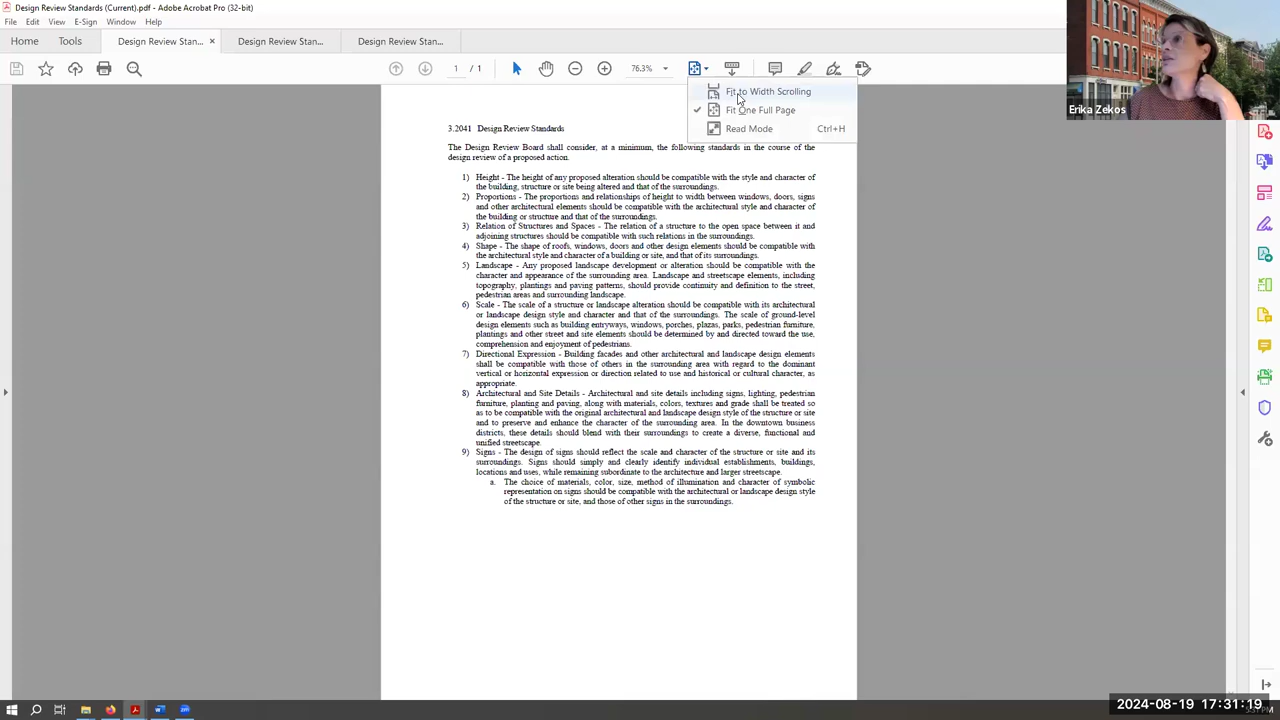 Design Review Standards (Current).pdf - Adobe Acrobat Pro (32-bit)
File Edit View E-Sign Window Help
Home Tools Design Review Stan... × Design Review Stan... Design Review Stan...
1 / 1 76.3%
Fit to Width Scrolling
Fit One Full Page
Read Mode Ctrl+H
Erika Zekos
3.2041 Design Review Standards
The Design Review Board shall consider, at a minimum, the following standards in the course of the
design review of a proposed action.
1) Height - The height of any proposed alteration should be compatible with the style and character of
the building, structure or site being altered and that of the surroundings.
2) Proportions - The proportions and relationships of height to width between windows, doors, signs
and other architectural elements should be compatible with the architectural style and character of
the building or structure and that of the surroundings.
3) Relation of Structures and Spaces - The relation of a structure to the open space between it and
adjoining structures should be compatible with such relations in the surroundings.
4) Shape - The shape of roofs, windows, doors and other design elements should be compatible with
the architectural style and character of a building or site, and that of its surroundings.
5) Landscape - Any proposed landscape development or alteration should be compatible with the
character and appearance of the surrounding area. Landscape and streetscape elements, including
topography, plantings and paving patterns, should provide continuity and definition to the street,
pedestrian areas and surrounding landscape.
6) Scale - The scale of a structure or landscape alteration should be compatible with its architectural
or landscape design style and character and that of the surroundings. The scale of ground-level
design elements such as building entryways, windows, porches, plazas, parks, pedestrian furniture,
plantings and other street and site elements should be determined by and directed toward the use,
comprehension and enjoyment of pedestrians.
7) Directional Expression - Building facades and other architectural and landscape design elements
shall be compatible with those of others in the surrounding area with regard to the dominant
vertical or horizontal expression or direction related to use and historical or cultural character, as
appropriate.
8) Architectural and Site Details - Architectural and site details including signs, lighting, pedestrian
furniture, planting and paving, along with materials, colors, textures and grade shall be treated so
as to be compatible with the original architectural and landscape design style of the structure or site
and to preserve and enhance the character of the surrounding area. In the downtown business
districts, these details should blend with their surroundings to create a diverse, functional and
unified streetscape.
9) Signs - The design of signs should reflect the scale and character of the structure or site and its
surroundings. Signs should simply and clearly identify individual establishments, buildings,
locations and uses, while remaining subordinate to the architecture and larger streetscape.
a. The choice of materials, color, size, method of illumination and character of symbolic
representation on signs should be compatible with the architectural or landscape design style
of the structure or site, and those of other signs in the surroundings.
2024-08-19 17:31:19